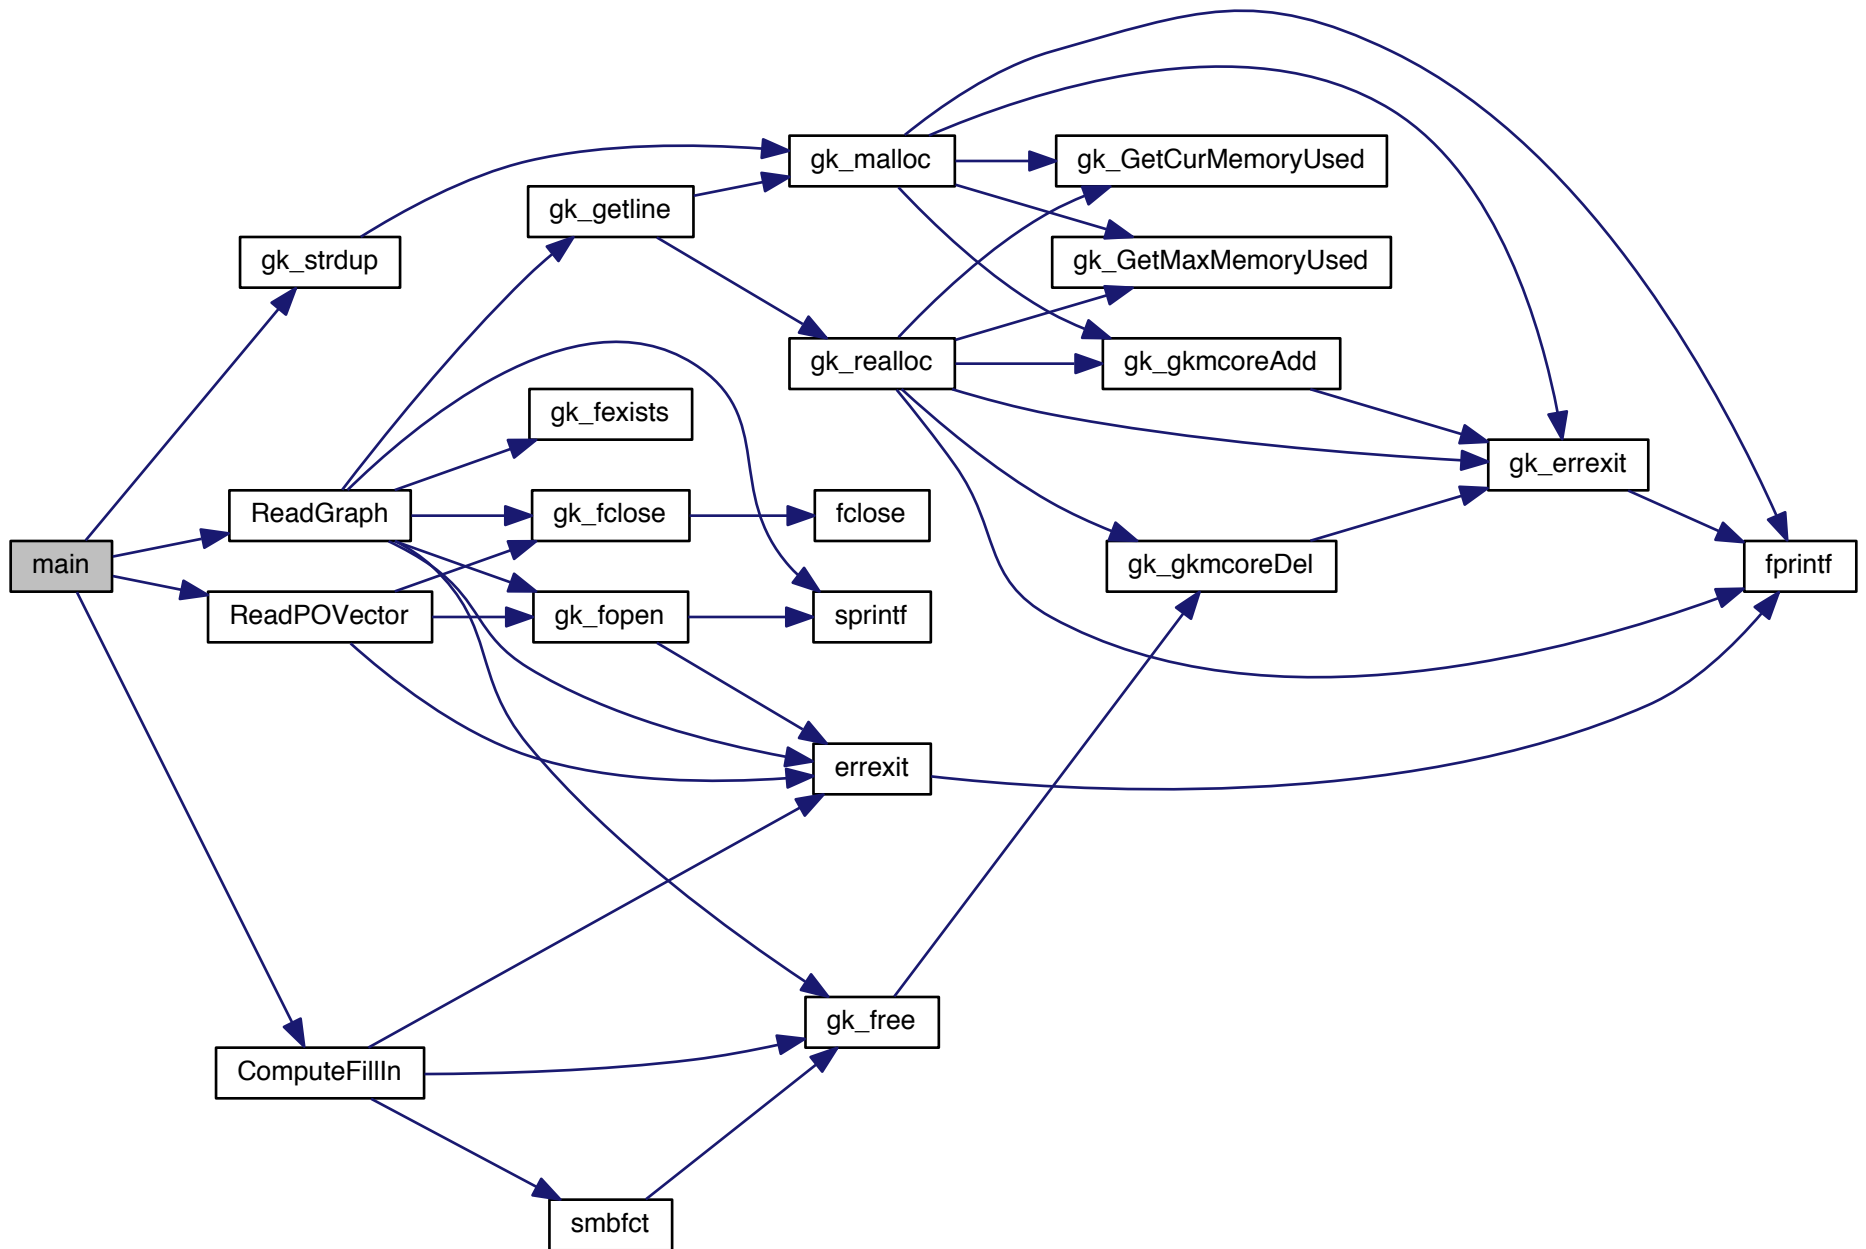 gk_malloc
gk_GetCurMemoryUsed
gk_getline
gk_strdup
gk_GetMaxMemoryUsed
gk_realloc
gk_gkmcoreAdd
gk_fexists
gk_errexit
ReadGraph
gk_fclose
fclose
main
gk_gkmcoreDel
fprintf
ReadPOVector
gk_fopen
sprintf
errexit
gk_free
ComputeFillIn
smbfct